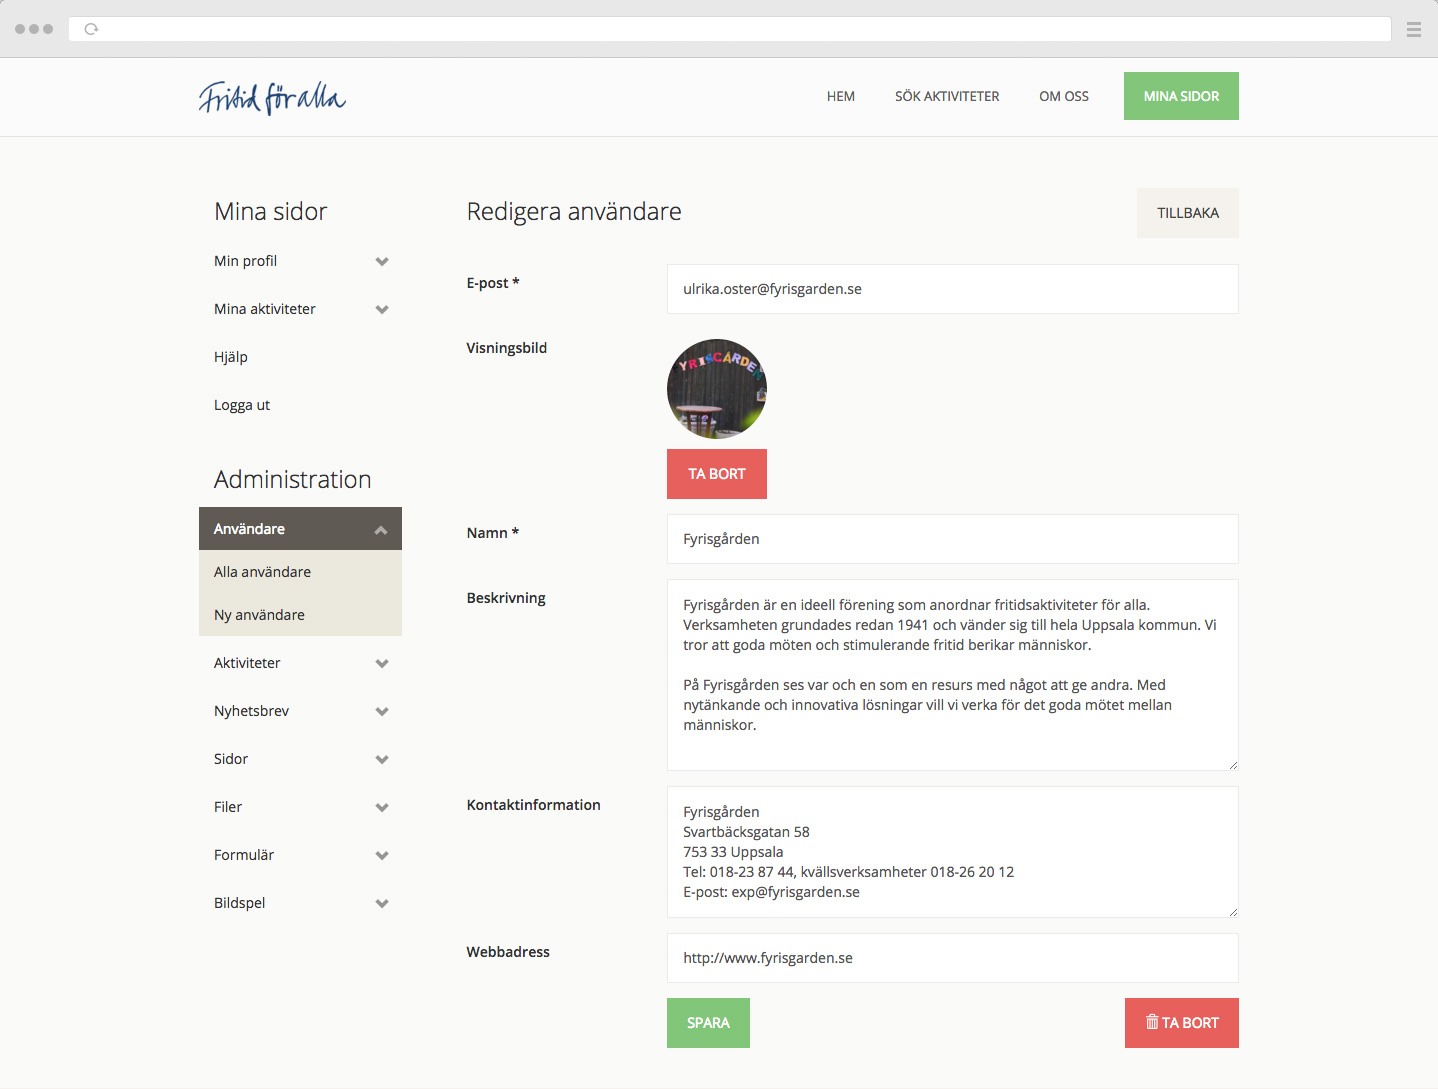 Fritid för alla
HEM
SÖK AKTIVITETER
OM OSS
MINA SIDOR
Mina sidor
Min profil
Mina aktiviteter
Hjälp
Logga ut
Administration
Användare
Alla användare
Ny användare
Aktiviteter
Nyhetsbrev
Sidor
Filer
Formulär
Bildspel
Redigera användare
TILLBAKA
E-post *
ulrika.oster@fyrisgarden.se
Visningsbild
YRISGÅRDEN
TA BORT
Namn *
Fyrisgården
Beskrivning
Fyrisgården är en ideell förening som anordnar fritidsaktiviteter för alla.
Verksamheten grundades redan 1941 och vänder sig till hela Uppsala kommun. Vi
tror att goda möten och stimulerande fritid berikar människor.
På Fyrisgården ses var och en som en resurs med något att ge andra. Med
nytänkande och innovativa lösningar vill vi verka för det goda mötet mellan
människor.
Kontaktinformation
Fyrisgården
Svartbäcksgatan 58
753 33 Uppsala
Tel: 018-23 87 44, kvällsverksamheter 018-26 20 12
E-post: exp@fyrisgarden.se
Webbadress
http://www.fyrisgarden.se
SPARA
TA BORT